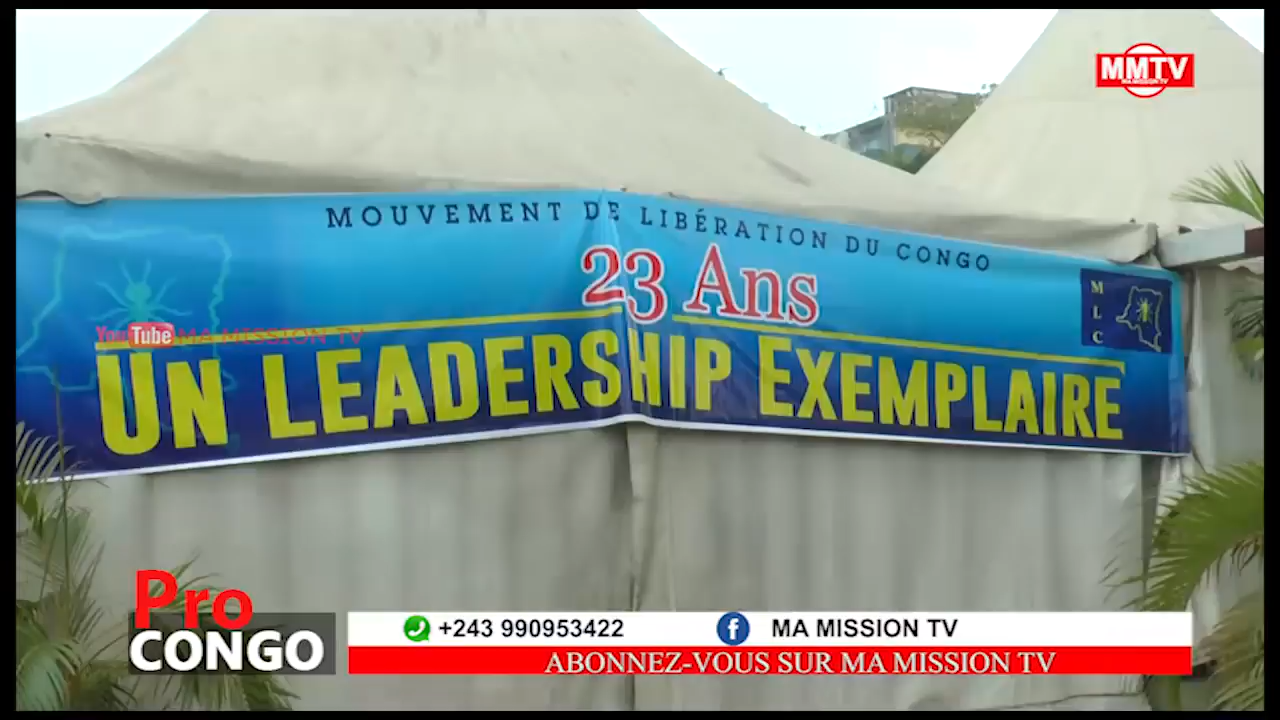 MMTV
MA MISSION TV
MOUVEMENT DE LIBÉRATION DU CONGO
23 Ans
MLC
YouTube MA MISSION TV
UN LEADERSHIP EXEMPLAIRE
Pro
CONGO
+243 990953422
MA MISSION TV
ABONNEZ-VOUS SUR MA MISSION TV